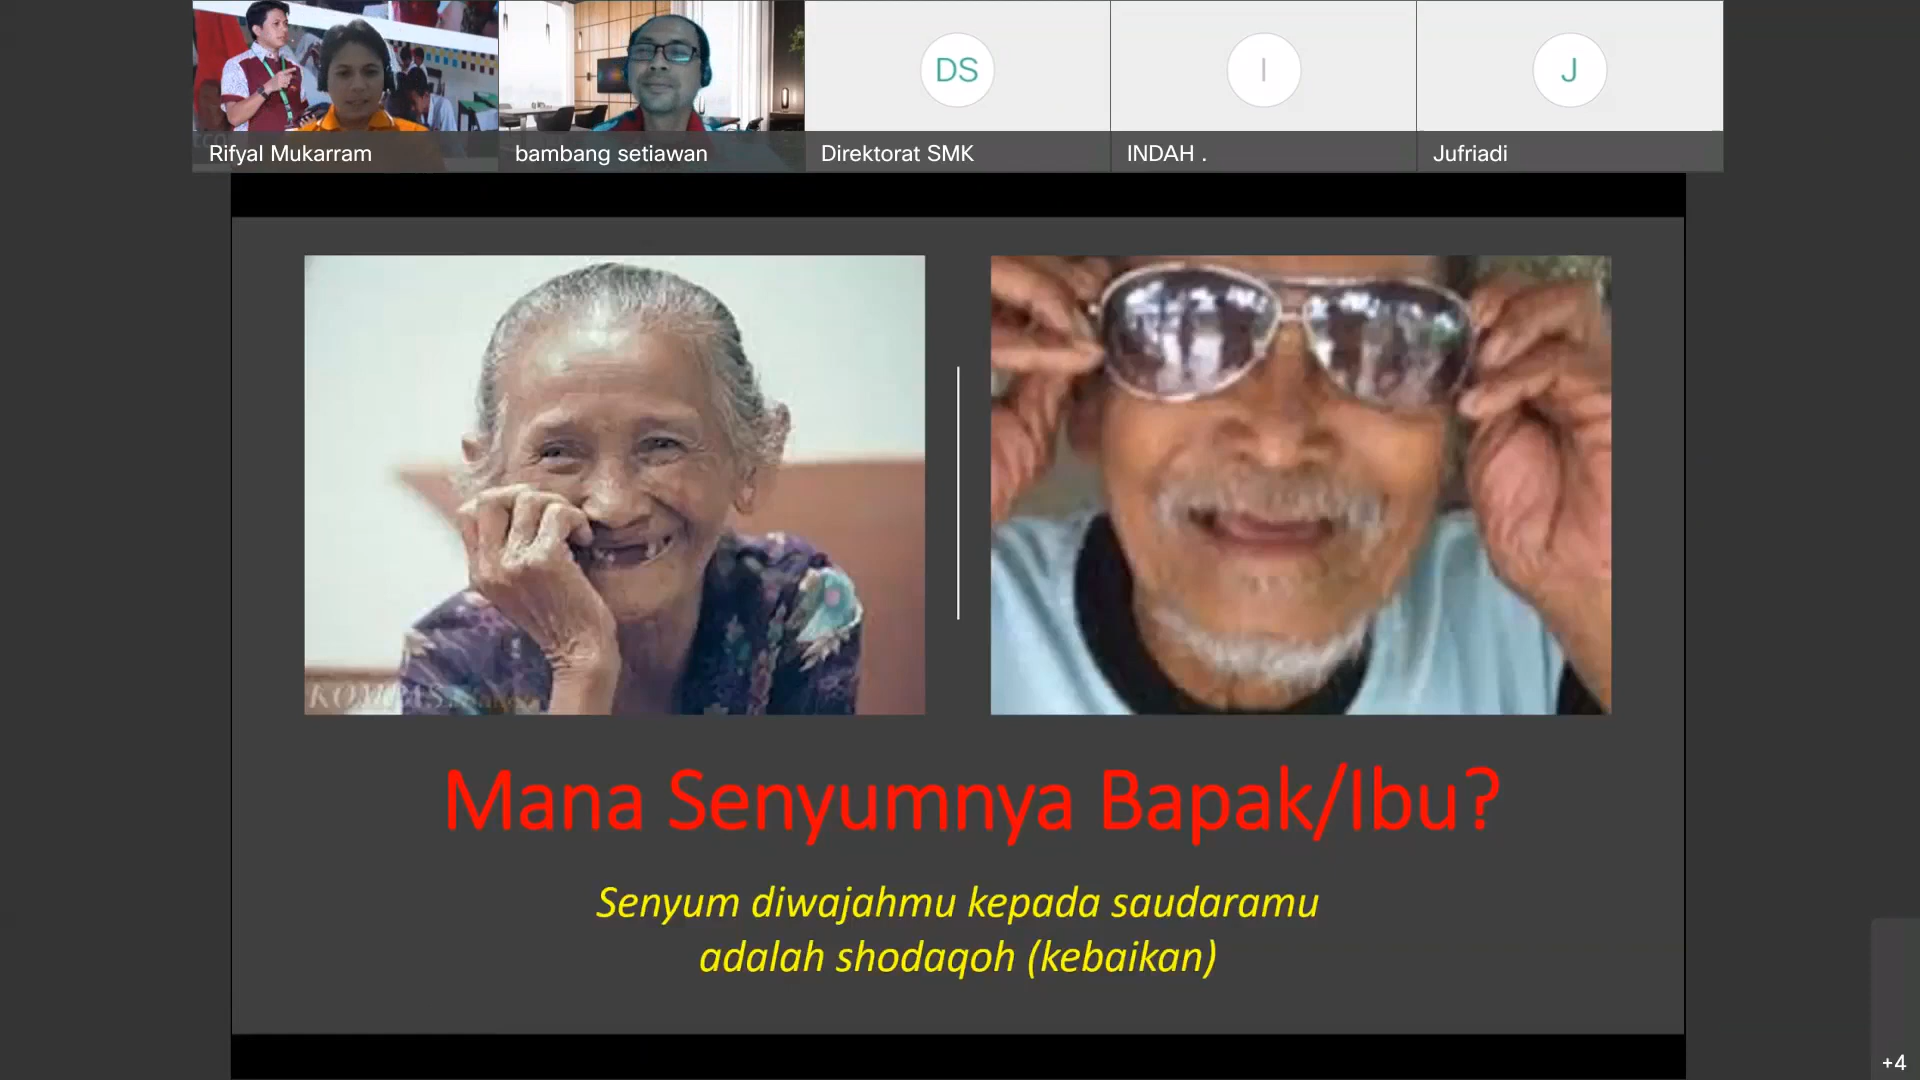 Rifyal Mukarram
bambang setiawan
DS
Direktorat SMK
I
INDAH .
J
Jufriadi
KOMPAS
Mana Senyumnya Bapak/Ibu?
Senyum diwajahmu kepada saudaramu
adalah shodaqoh (kebaikan)
+4